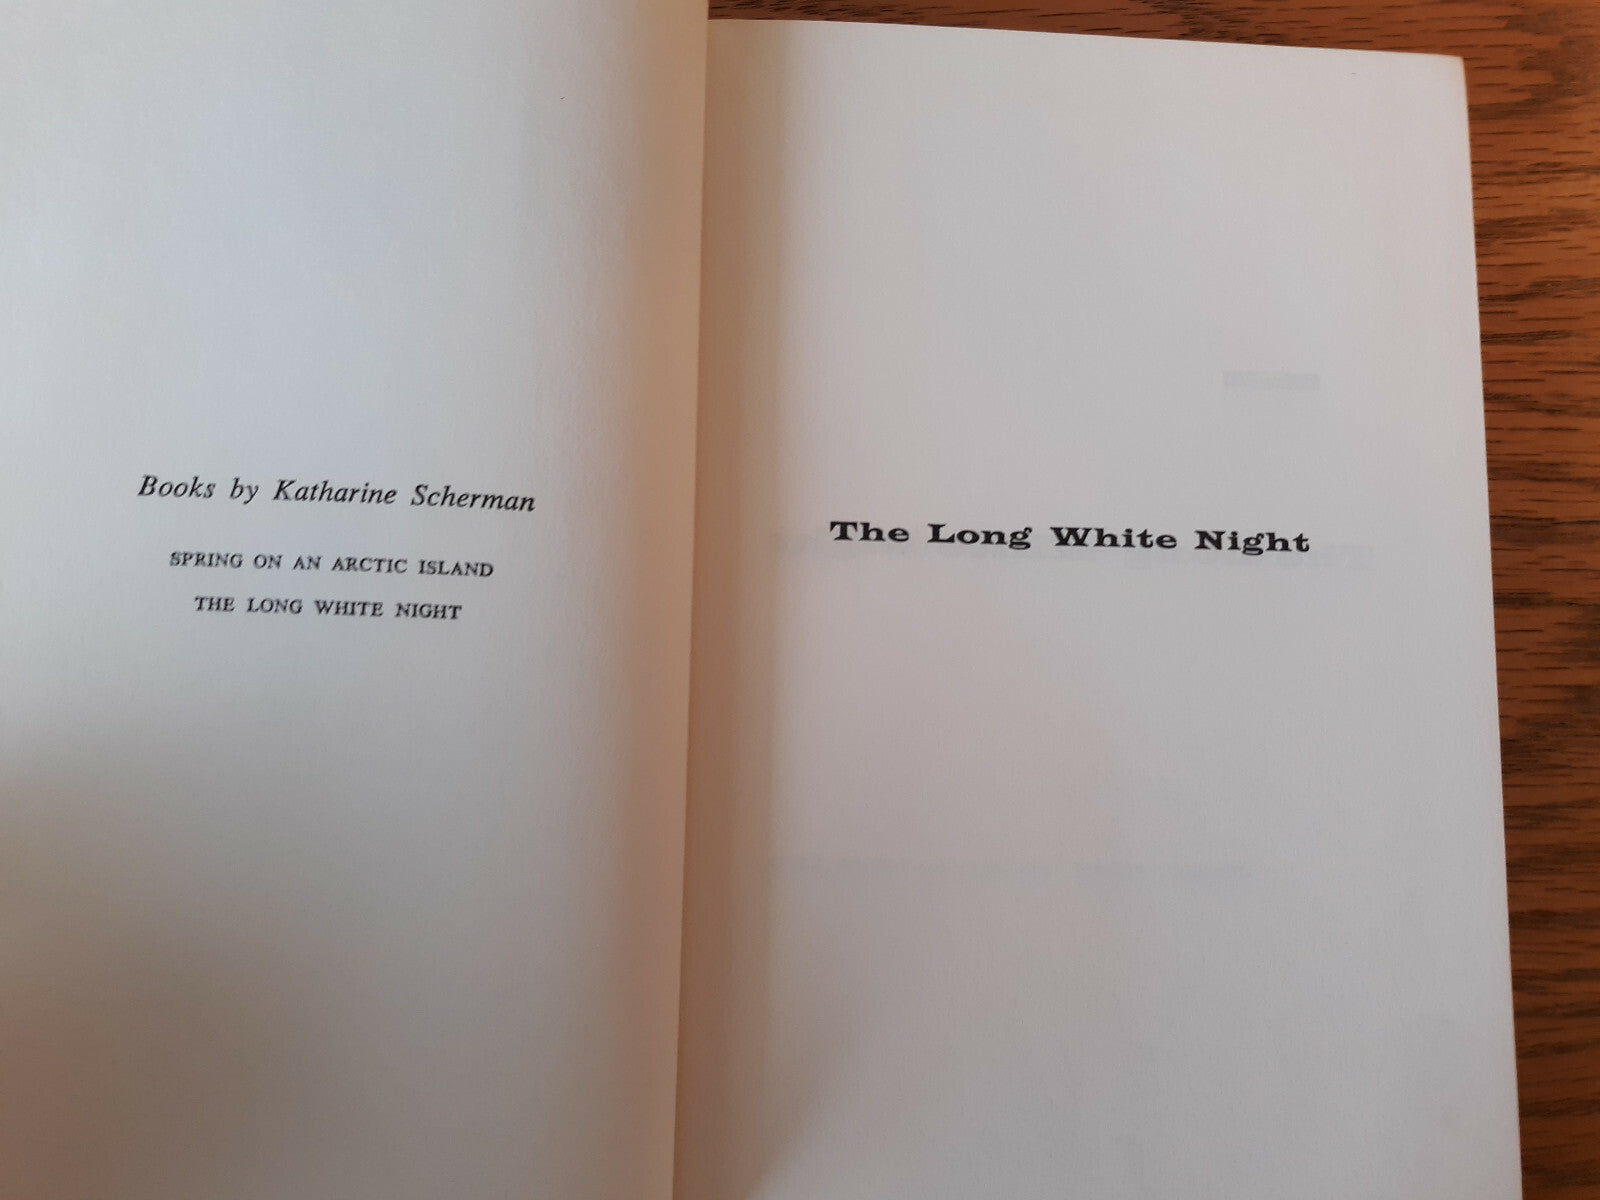 Books by Katharine Scherman
SPRING ON AN ARCTIC ISLAND
THE LONG WHITE NIGHT
The Long White Night